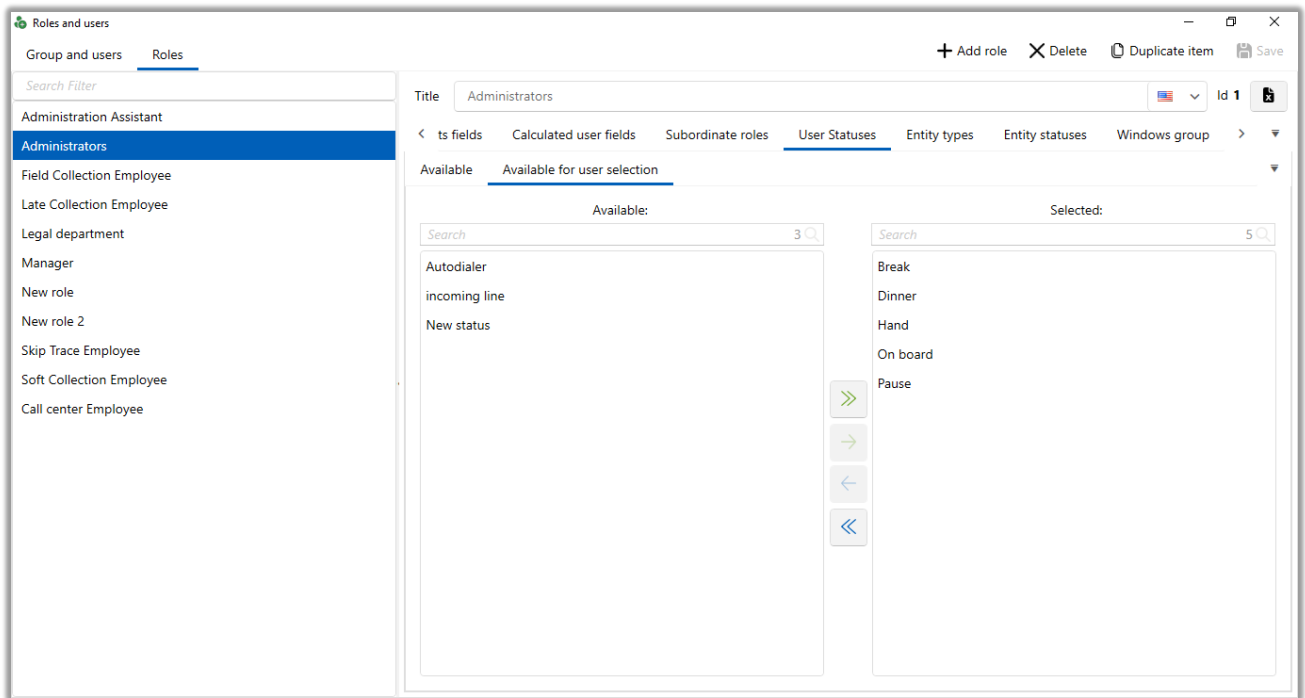 Roles and users
Group and users Roles
Add role Delete Duplicate item Save
Search Filter
Administration Assistant
Administrators
Field Collection Employee
Late Collection Employee
Legal department
Manager
New role
New role 2
Skip Trace Employee
Soft Collection Employee
Call center Employee
Title Administrators Id 1
ts fields Calculated user fields Subordinate roles User Statuses Entity types Entity statuses Windows group
Available Available for user selection
Available:
Search 3
Autodialer
incoming line
New status
Selected:
Search 5
Break
Dinner
Hand
On board
Pause